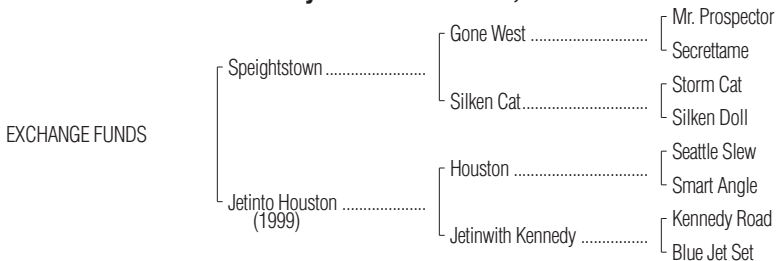 Mr. Prospector
Gone West ..............................
Secrettame
Speightstown ..........................
Storm Cat
Silken Cat................................
Silken Doll
EXCHANGE FUNDS
Seattle Slew
Houston ..................................
Smart Angle
Jetinto Houston ......................
(1999)
Kennedy Road
Jetinwith Kennedy .................
Blue Jet Set